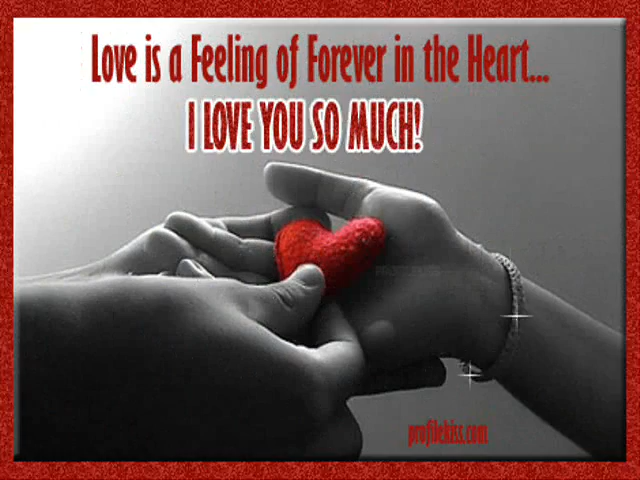 Love is a Feeling of Forever in the Heart...
I LOVE YOU SO MUCH!
profilekiss.com